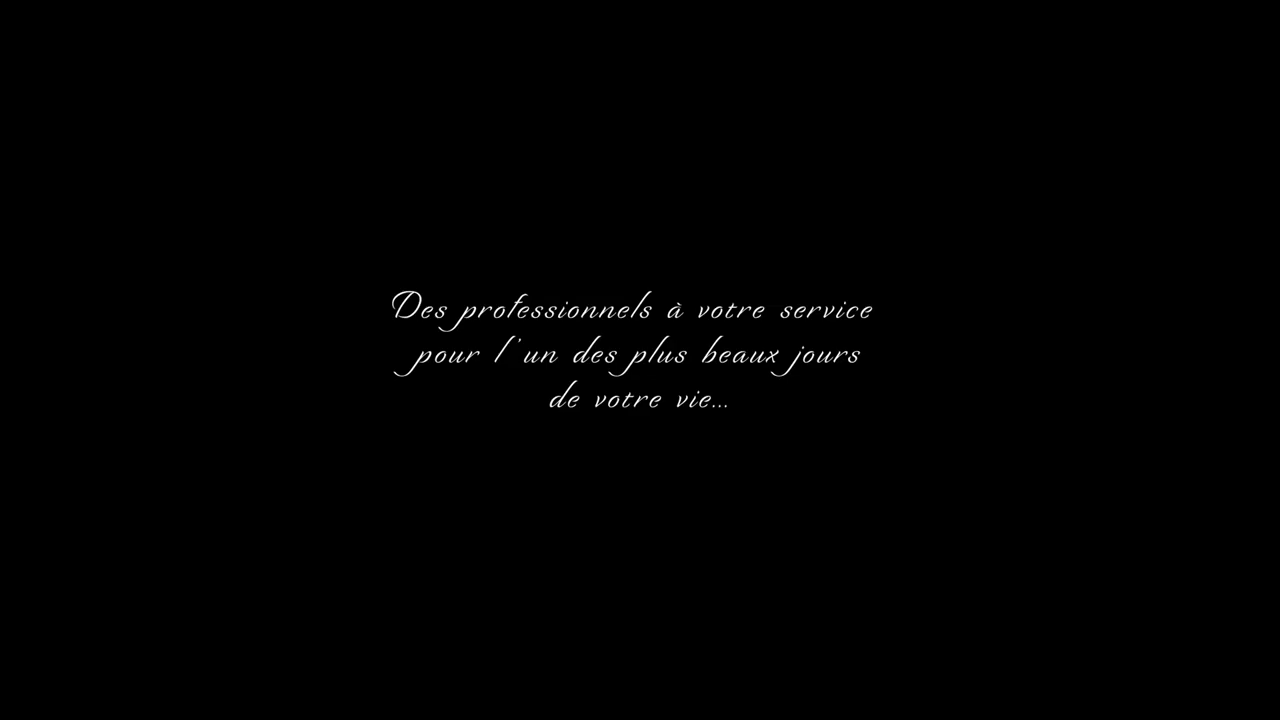 Des professionnels à votre service
pour l'un des plus beaux jours
de votre vie...